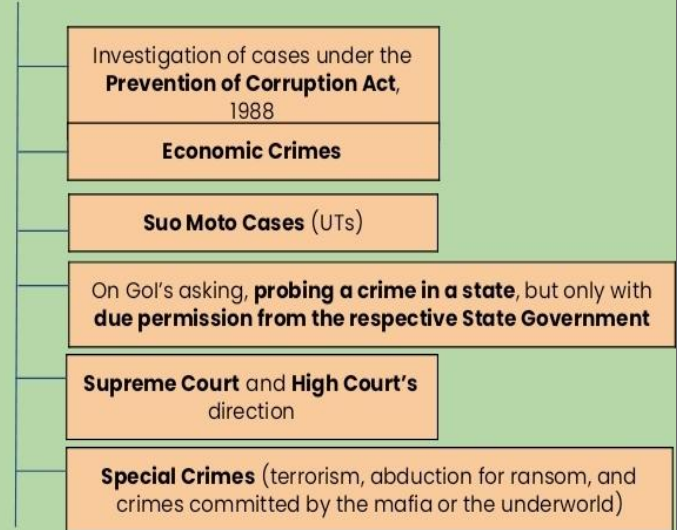 Investigation of cases under the
Prevention of Corruption Act,
1988
Economic Crimes
Suo Moto Cases (UTs)
On GoI's asking, probing a crime in a state, but only with
due permission from the respective State Government
Supreme Court and High Court's
direction
Special Crimes (terrorism, abduction for ransom, and
crimes committed by the mafia or the underworld)